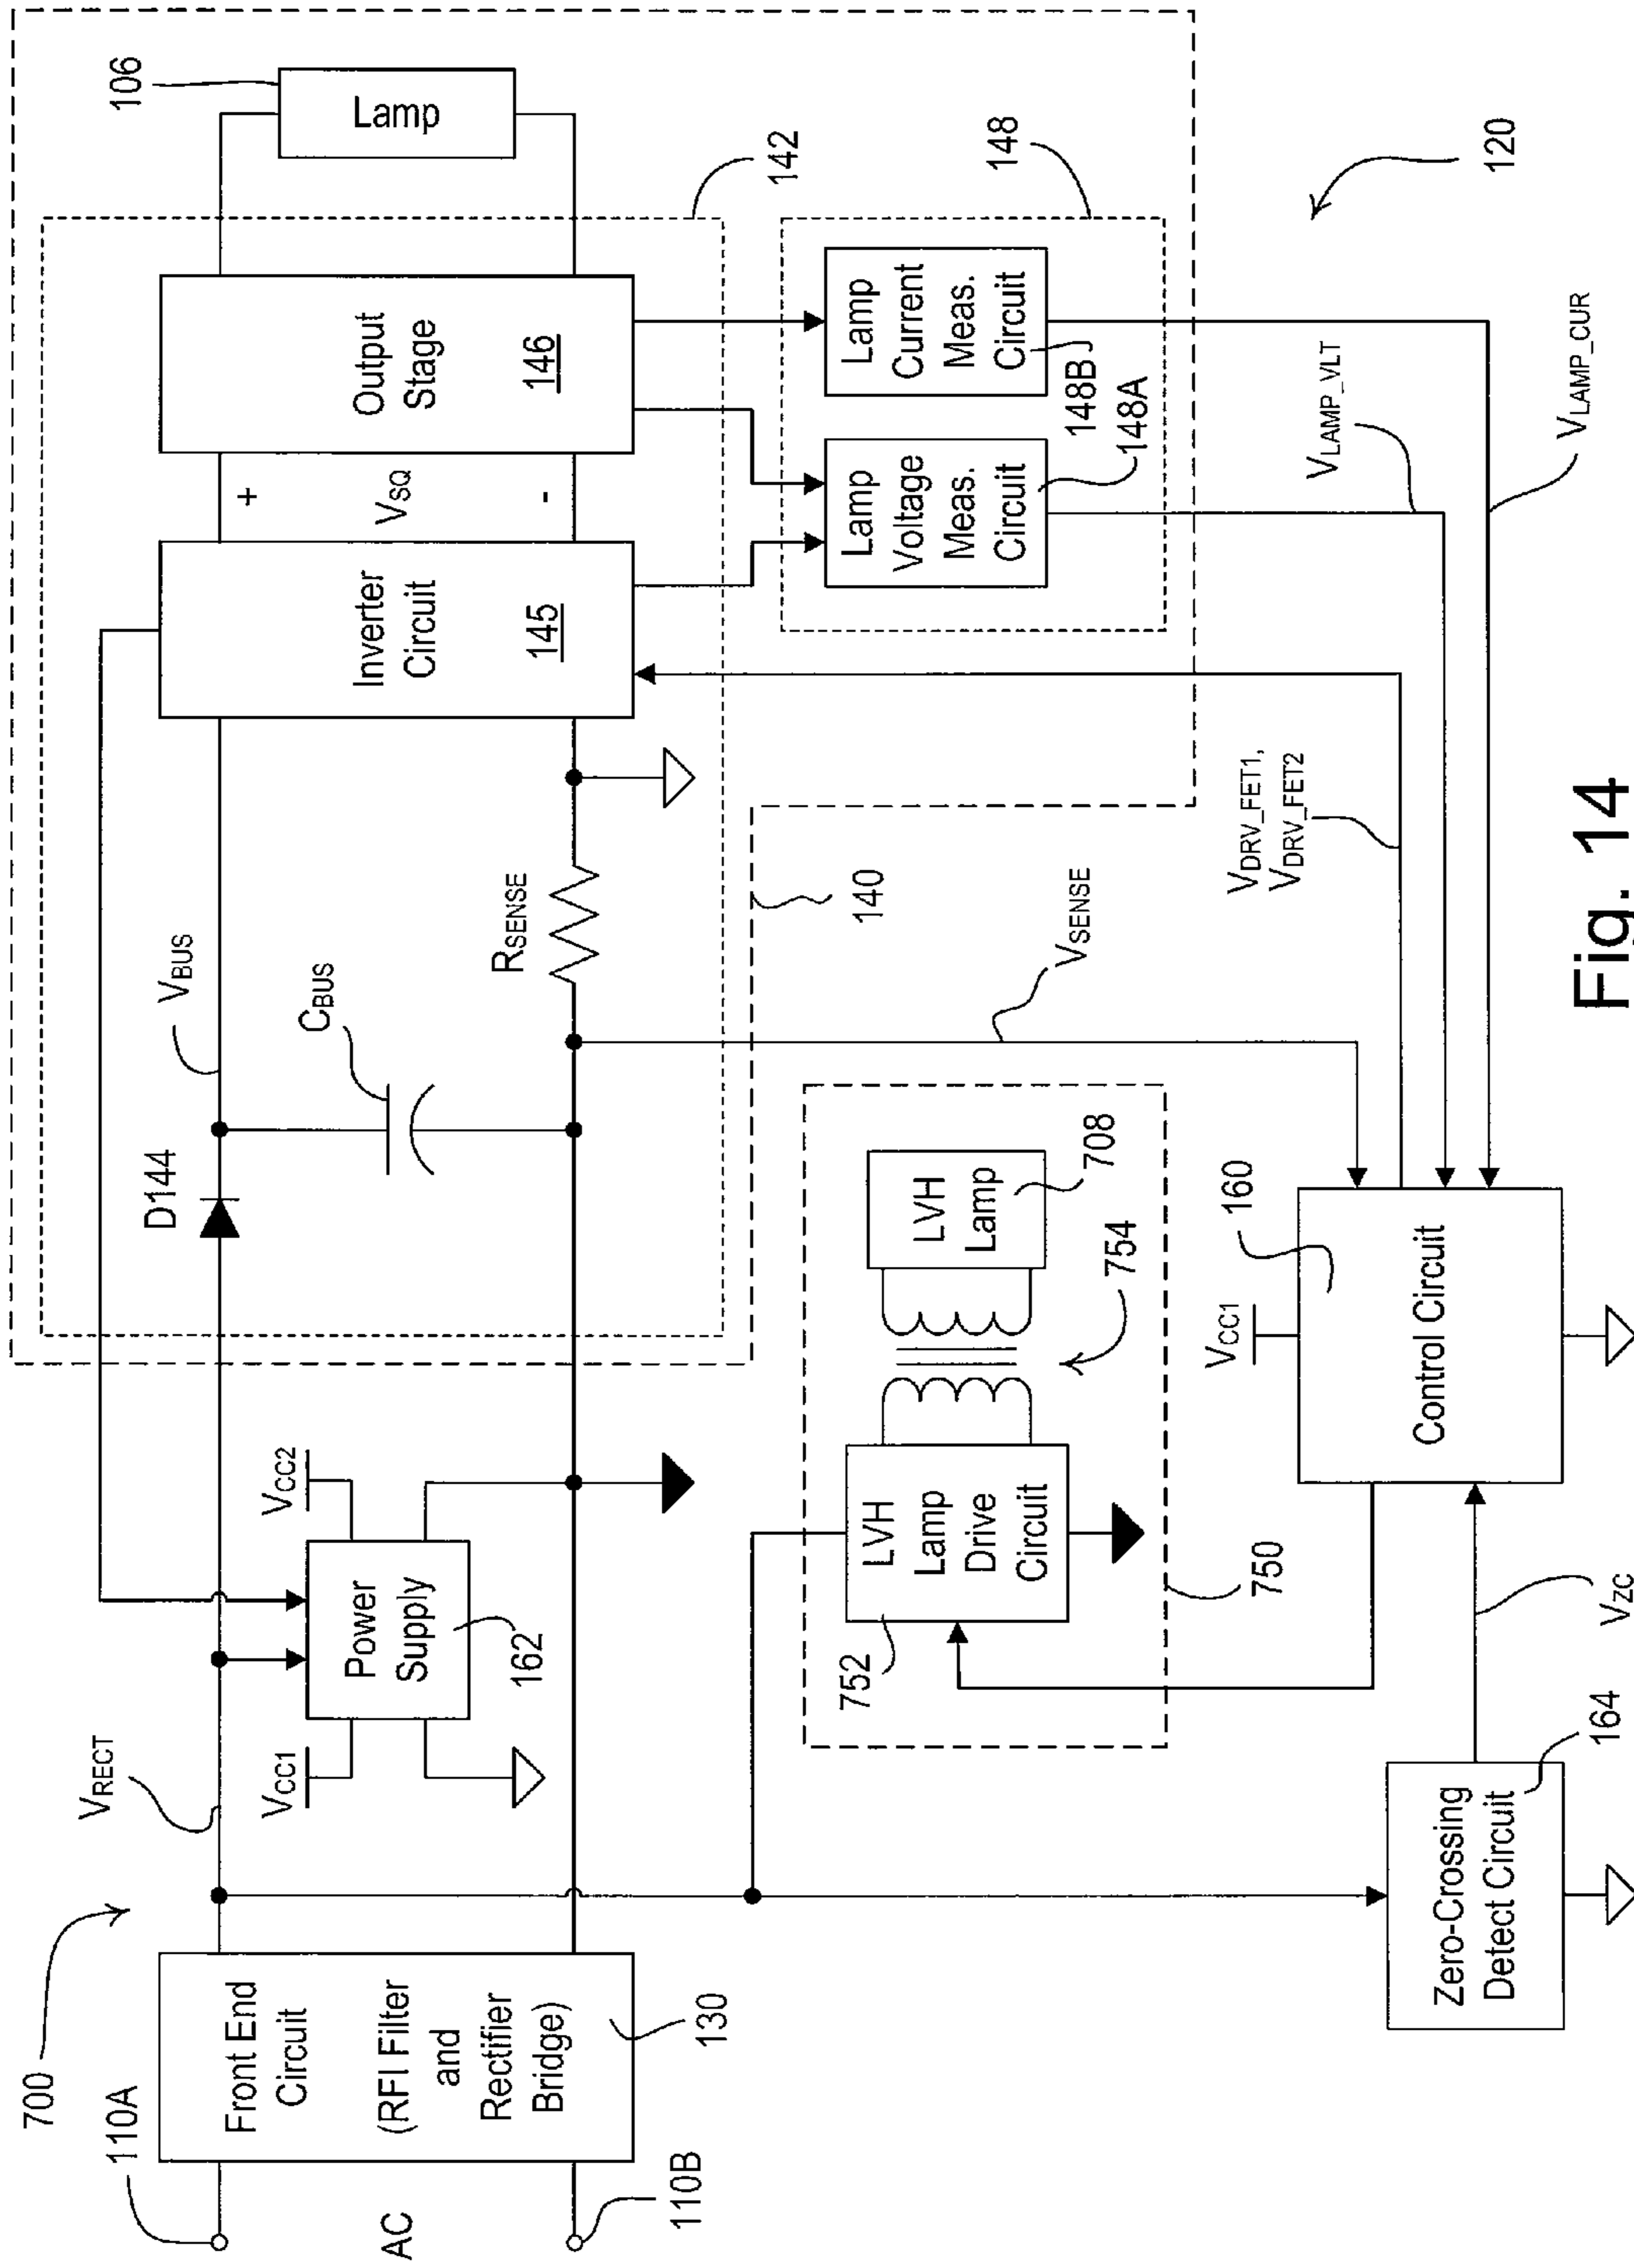 700
110A
AC
110B
Front End
Circuit
(RFI Filter
and
Rectifier
Bridge)
130
VRECT
VCC1
VCC2
Power
Supply
162
D144
VBUS
CBUS
RSENSE
Inverter
Circuit
145
+
VSQ
-
Output
Stage
146
106
Lamp
142
148
Lamp
Voltage
Meas.
Circuit
148A
Lamp
Current
Meas.
Circuit
148B
140
120
VSENSE
VDRV_FET1,
VDRV_FET2
VLAMP_VLT
VLAMP_CUR
LVH
Lamp
Drive
Circuit
752
754
LVH
Lamp
708
750
Zero-Crossing
Detect Circuit
164
VZC
VCC1
160
Control Circuit
Fig. 14